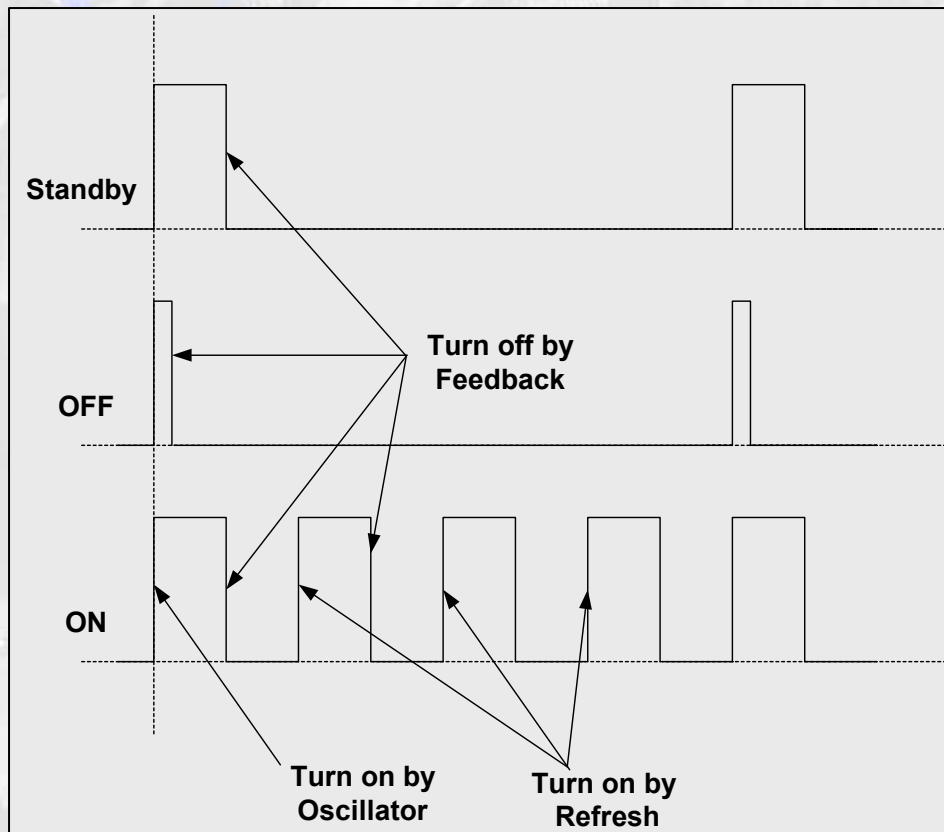 Standby
Turn off by
Feedback
OFF
ON
Turn on by
Oscillator
Turn on by
Refresh